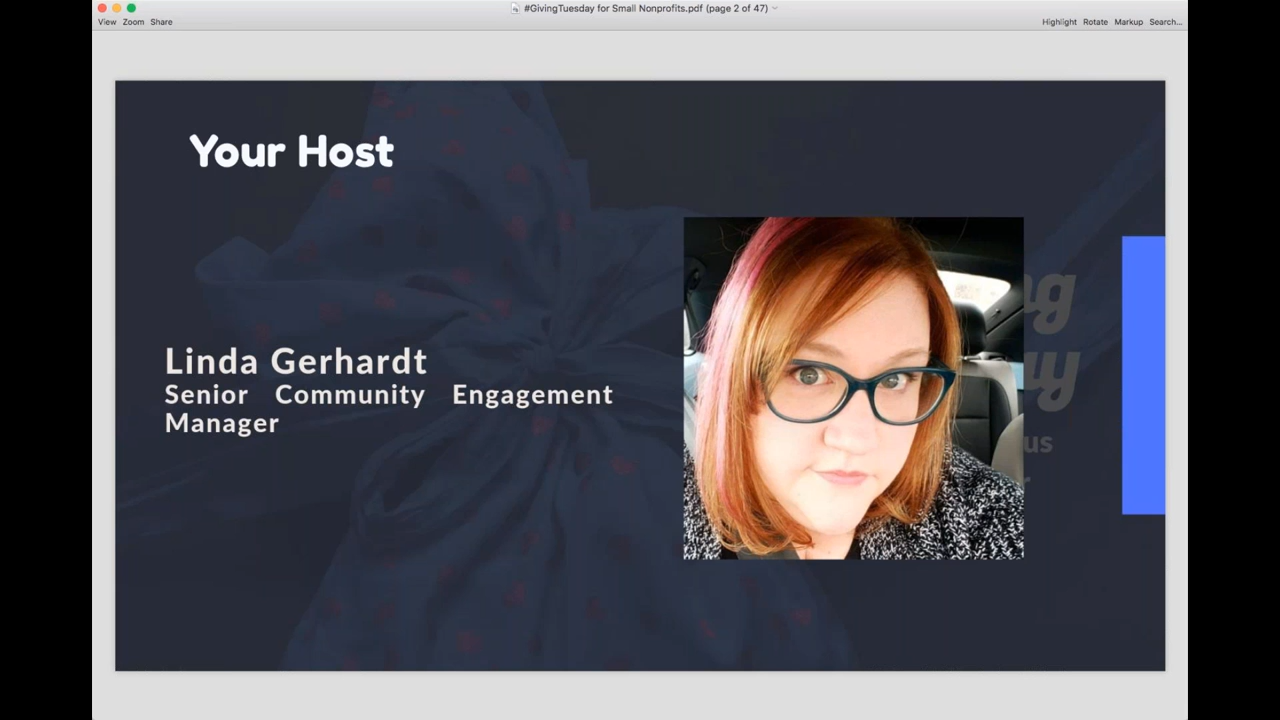 #GivingTuesday for Small Nonprofits.pdf (page 2 of 47)
View Zoom Share
Highlight Rotate Markup Search...
Your Host
Linda Gerhardt
Senior Community Engagement
Manager
us